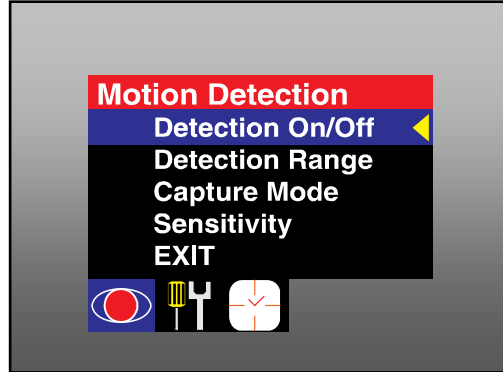 Motion Detection
Detection On/Off
Detection Range
Capture Mode
Sensitivity
EXIT